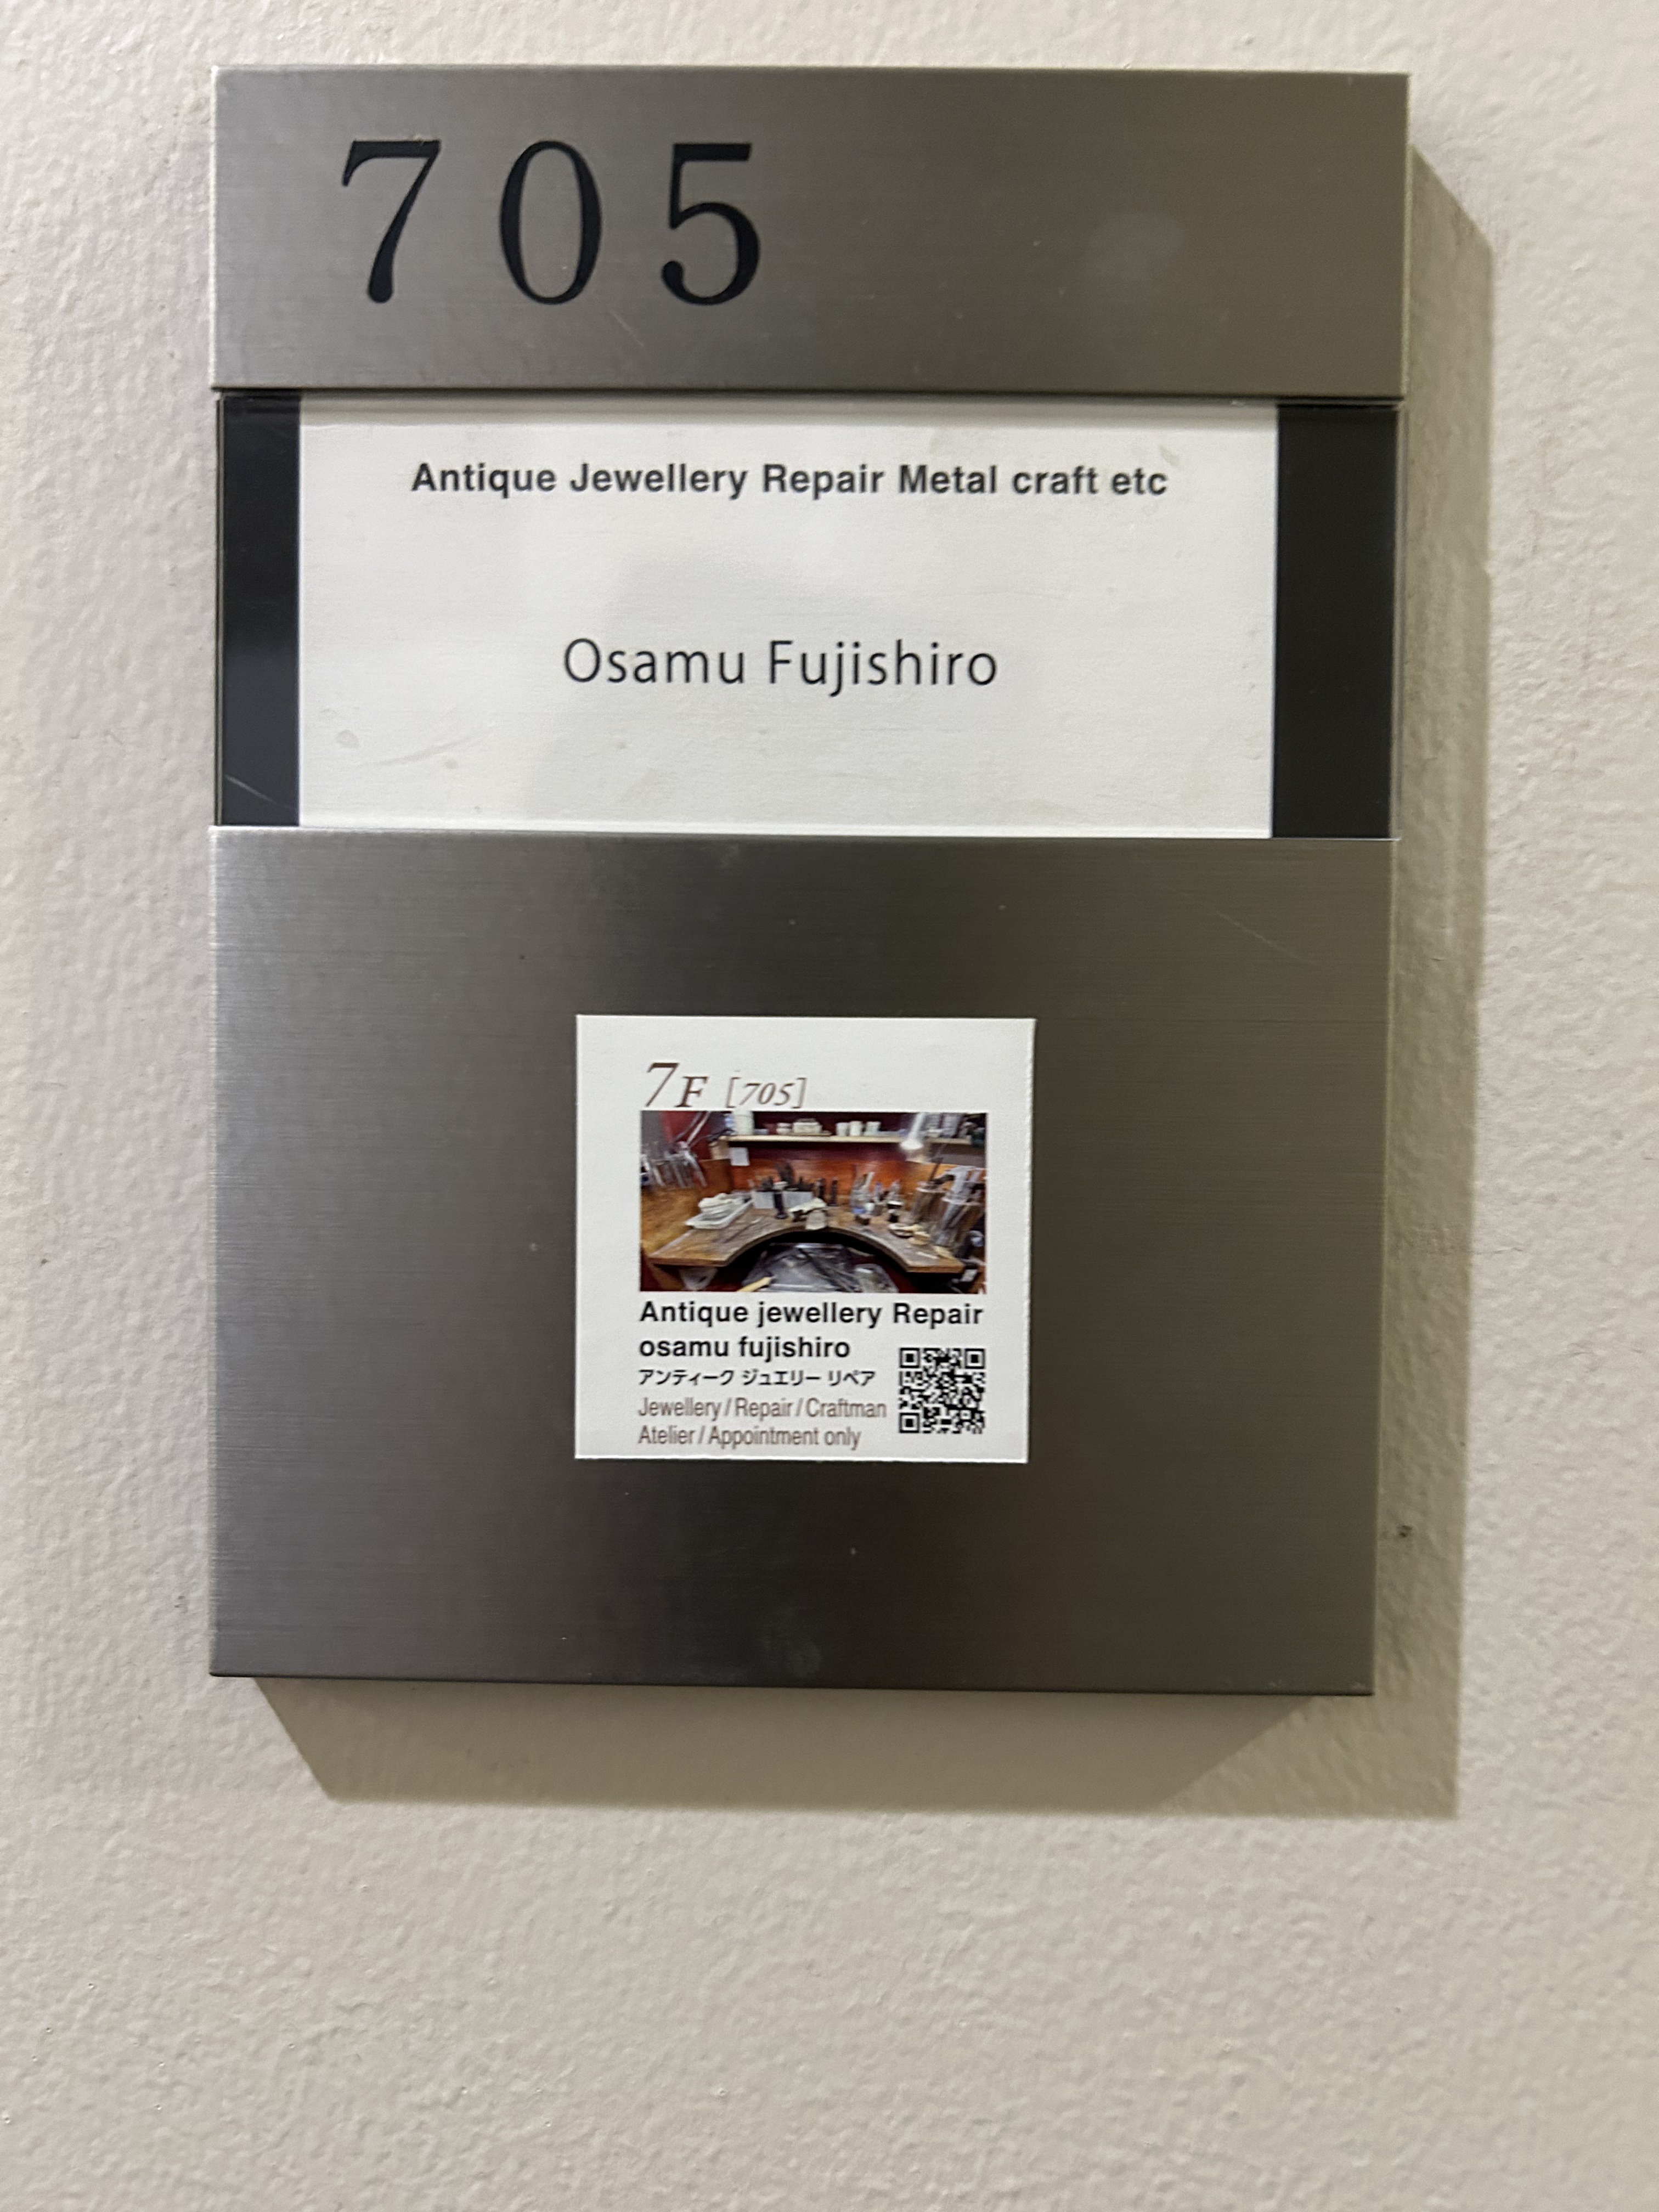 705
Antique Jewellery Repair Metal craft etc
Osamu Fujishiro
7F [705]
Antique jewellery Repair
osamu fujishiro
アンティーク ジュエリー リペア
Jewellery / Repair / Craftman
Atelier / Appointment only